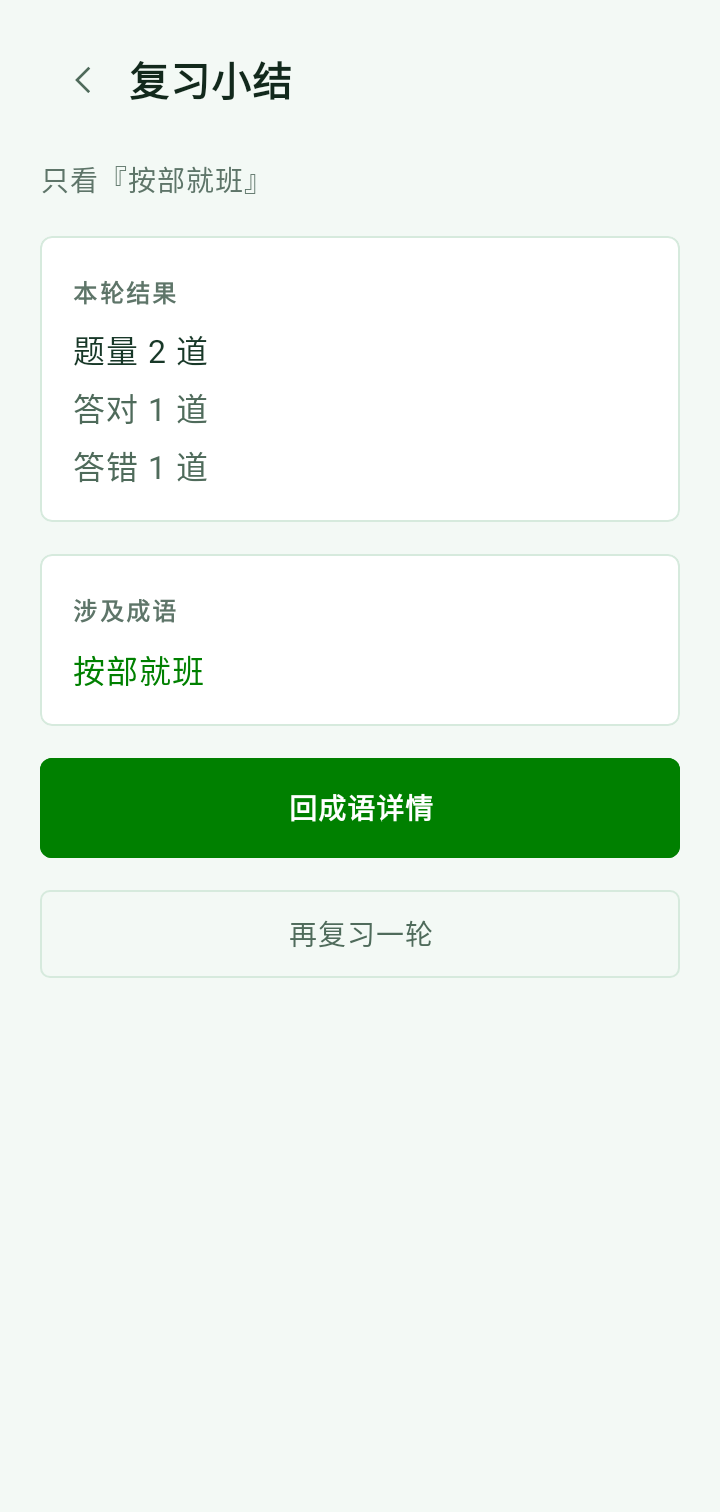 复习小结
只看『按部就班』
本轮结果
题量 2 道
答对 1 道
答错 1 道
涉及成语
按部就班
回成语详情
再复习一轮